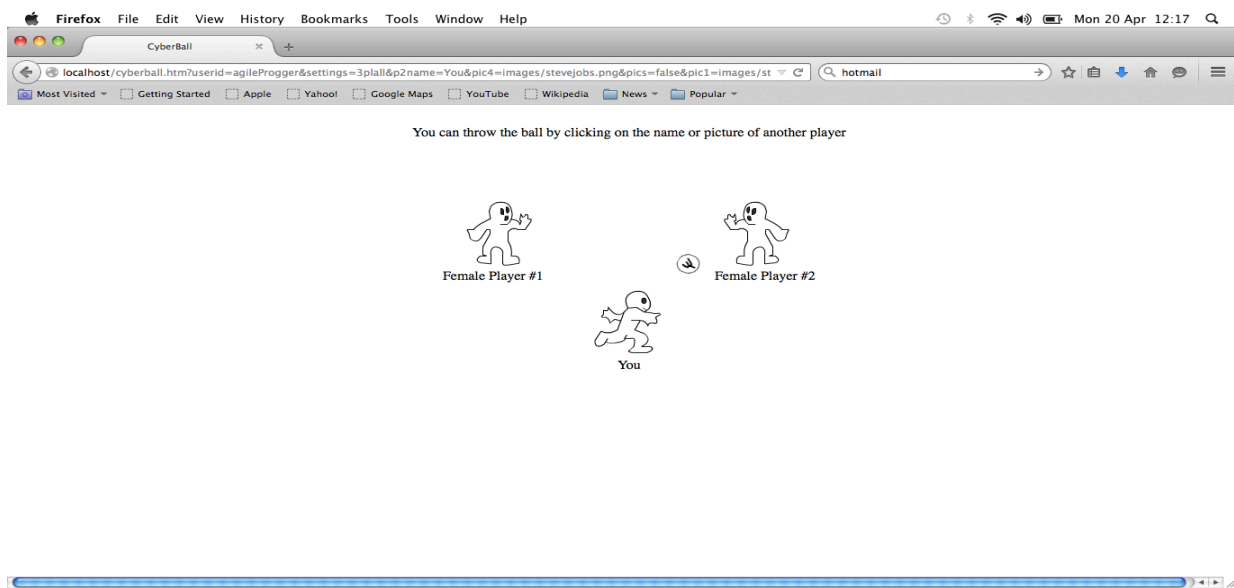 Firefox File Edit View History Bookmarks Tools Window Help Mon 20 Apr 12:17
CyberBall
localhost/cyberball.htm?userid=agileProgger&settings=3plall&p2name=You&pic4=images/stevejobs.png&pics=false&pic1=images/st hotmail
Most Visited Getting Started Apple Yahoo! Google Maps YouTube Wikipedia News Popular
You can throw the ball by clicking on the name or picture of another player
Female Player #1 Female Player #2
You